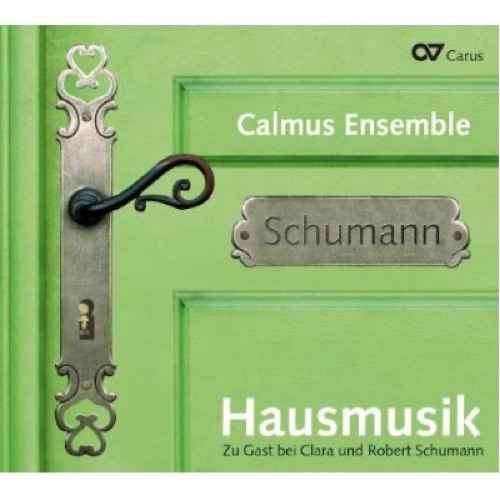 Carus
Calmus Ensemble
Schumann
Hausmusik
Zu Gast bei Clara und Robert Schumann